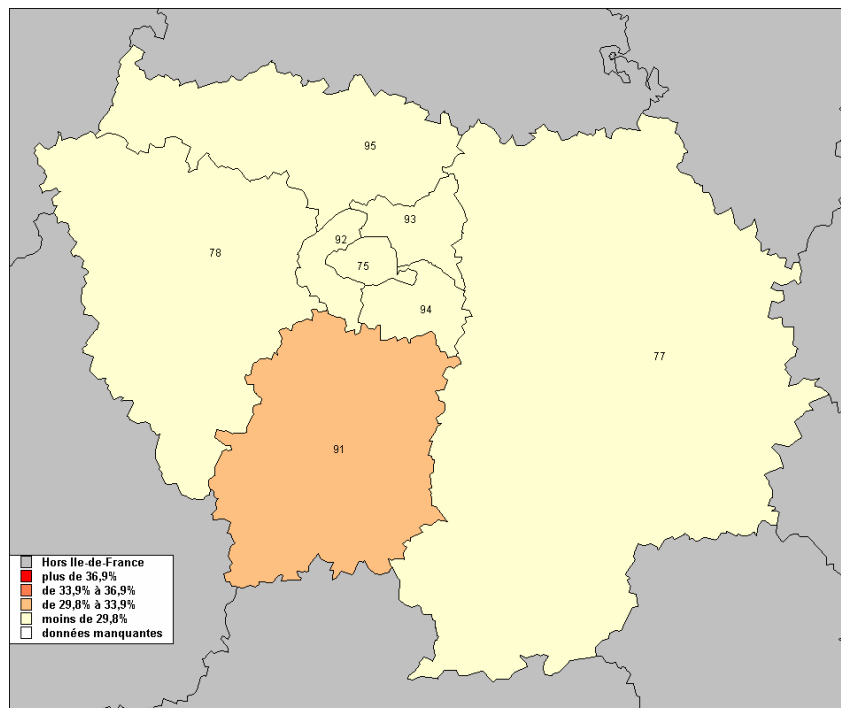 95
93
92
78
75
94
77
91
Hors Ile-de-France
plus de 36,9%
de 33,9% à 36,9%
de 29,8% à 33,9%
moins de 29,8%
données manquantes